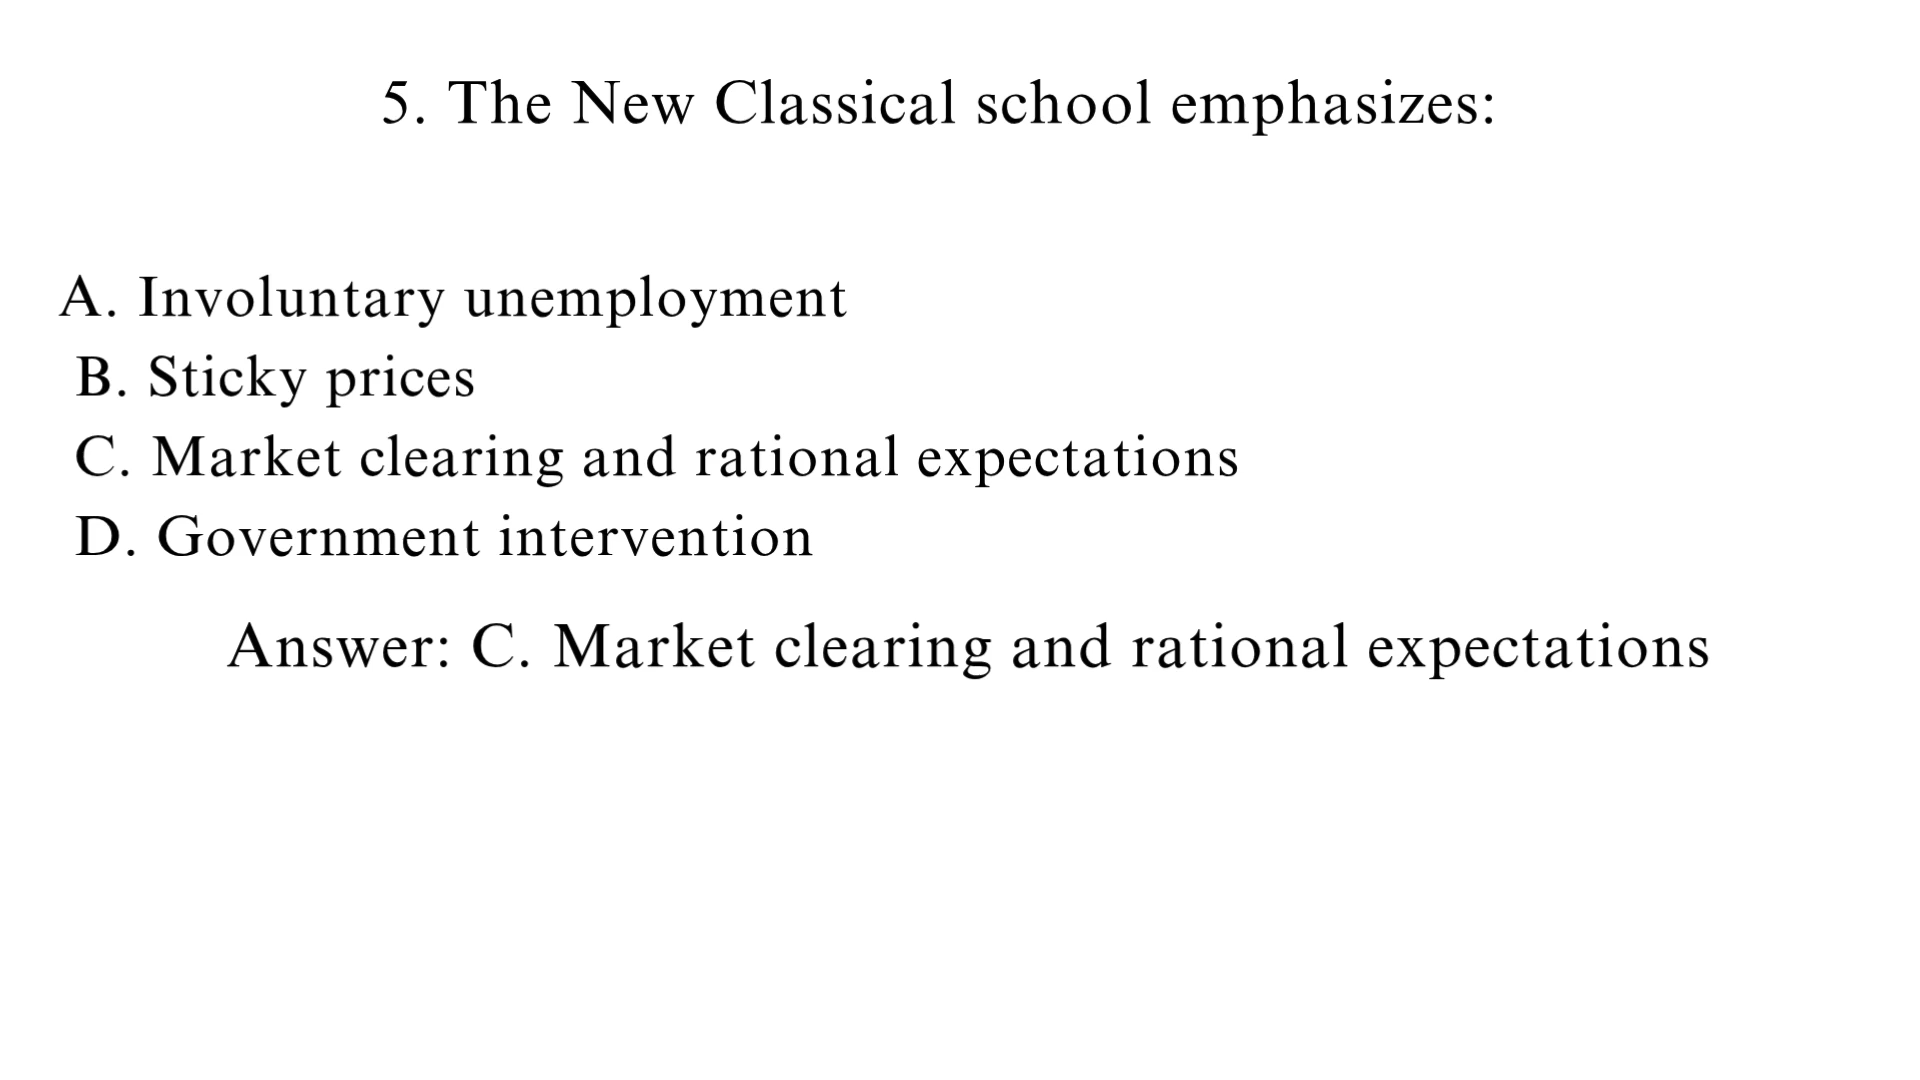 5. The New Classical school emphasizes:
A. Involuntary unemployment
B. Sticky prices
C. Market clearing and rational expectations
D. Government intervention
Answer: C. Market clearing and rational expectations